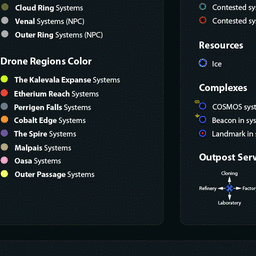 Cloud Ring Systems
Venal Systems (NPC)
Outer Ring Systems (NPC)
Drone Regions Color
The Kalevala Expanse Systems
Etherium Reach Systems
Perrigen Falls Systems
Cobalt Edge Systems
The Spire Systems
Malpais Systems
Oasa Systems
Outer Passage Systems
Contested sy
Contested sy
Resources
Ice
Complexes
COSMOS syst
Beacon in sys
Landmark in s
Outpost Serv
Cloning
Refinery
Factor
Laboratory